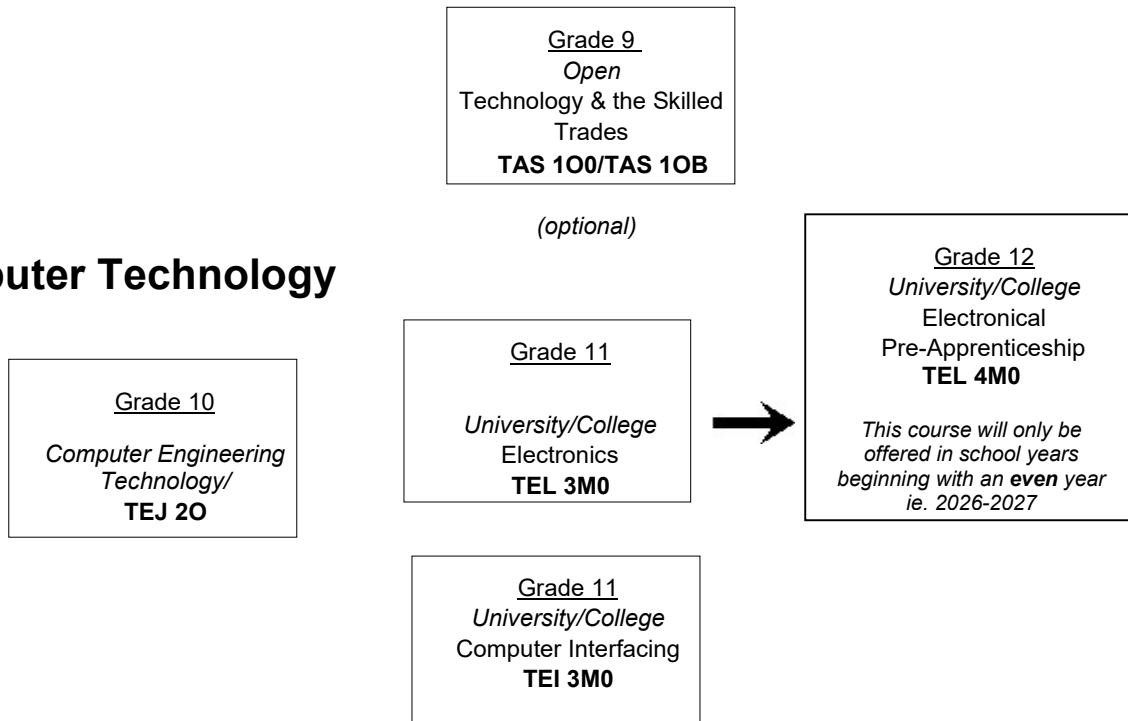 Grade 9
Open
Technology & the Skilled
Trades
TAS 1O0/TAS 1OB
(optional)
puter Technology
Grade 10
Computer Engineering
Technology/
TEJ 2O
Grade 11
University/College
Electronics
TEL 3M0
Grade 12
University/College
Electronical
Pre-Apprenticeship
TEL 4M0
This course will only be
offered in school years
beginning with an even year
ie. 2026-2027
Grade 11
University/College
Computer Interfacing
TEI 3M0